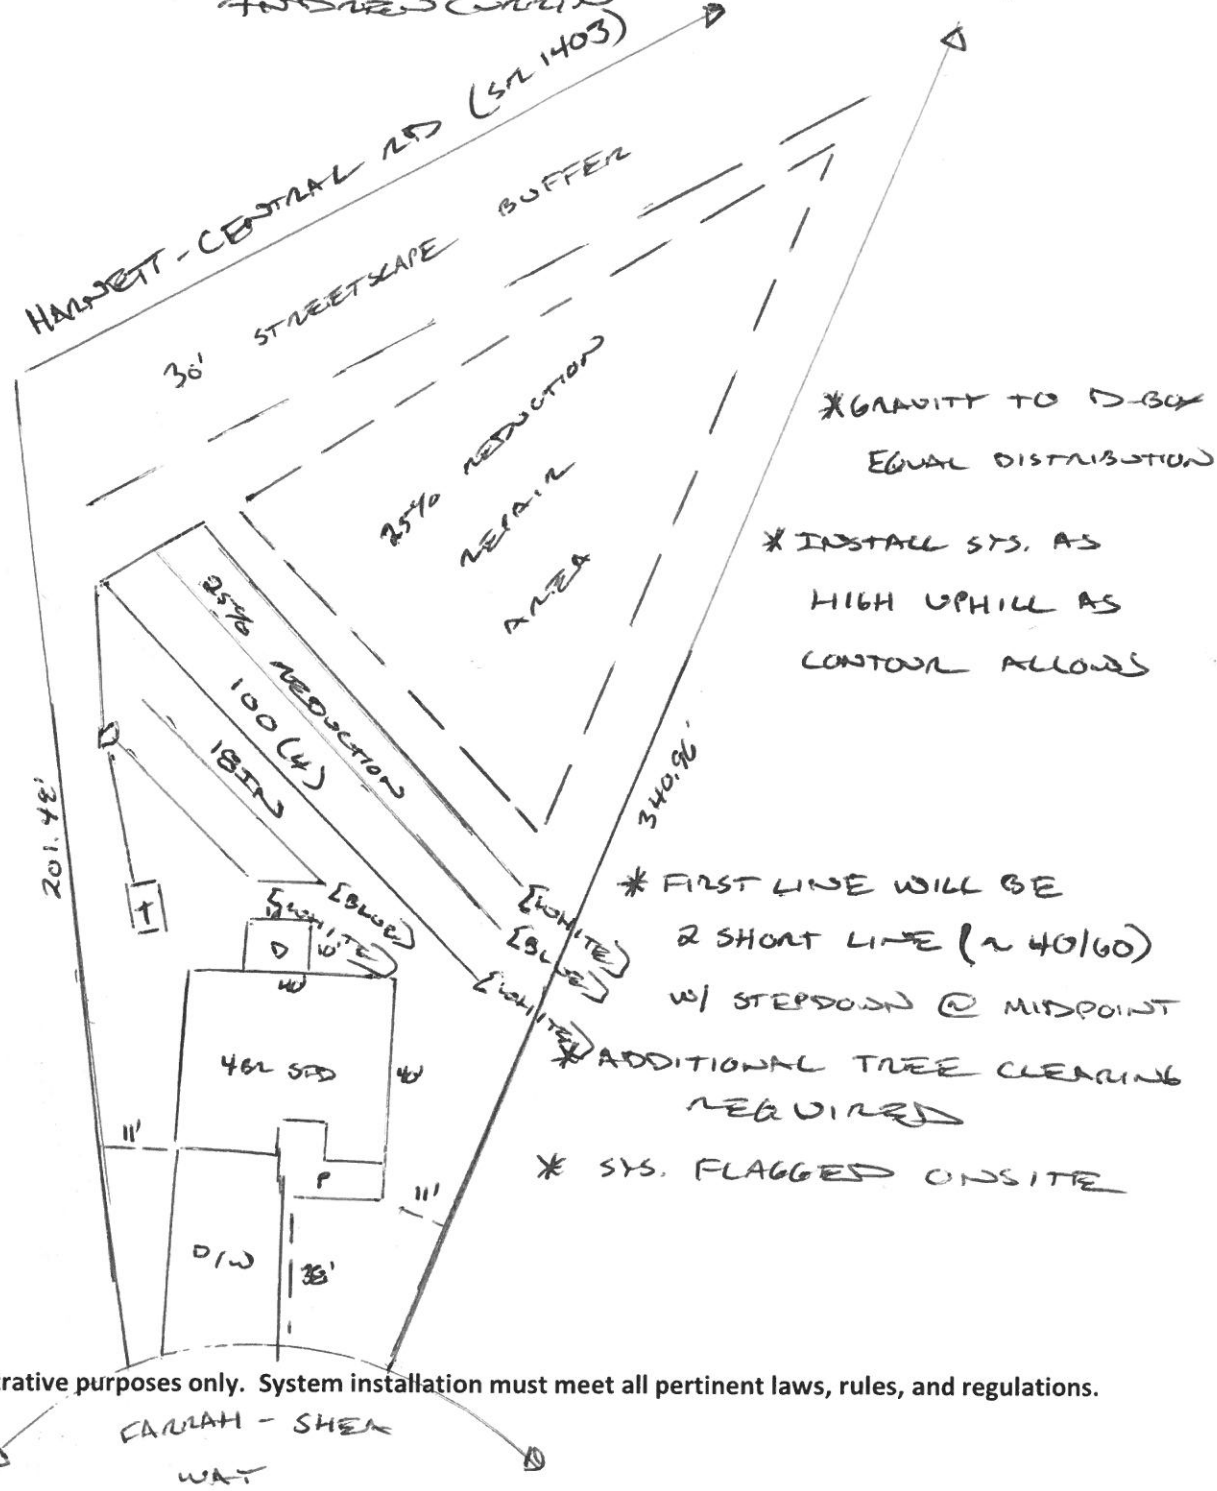 HARNETT-CENTRAL RD (SR 1403)
30' STREETSCAPE BUFFER
25% REDUCTION
REPAIR
AREA
*GRAVITY TO D-BOX
EQUAL DISTRIBUTION
* INSTALL SYS. AS
HIGH UPHILL AS
CONTOUR ALLOWS
25% REDUCTION
100 (4)
18IN
201.48'
340.96'
T
[BLUE]
[WHITE]
[WHITE]
[BLUE]
[WHITE]
* FIRST LINE WILL BE
2 SHORT LINE (~ 40/60)
W/ STEPDOWN @ MIDPOINT
*ADDITIONAL TREE CLEARING
REQUIRED
* SYS. FLAGGED ONSITE
D
10'
40'
4BR SFD
40'
11'
P
11'
D/W
38'
rative purposes only. System installation must meet all pertinent laws, rules, and regulations.
FARRAH - SHEA
WAY